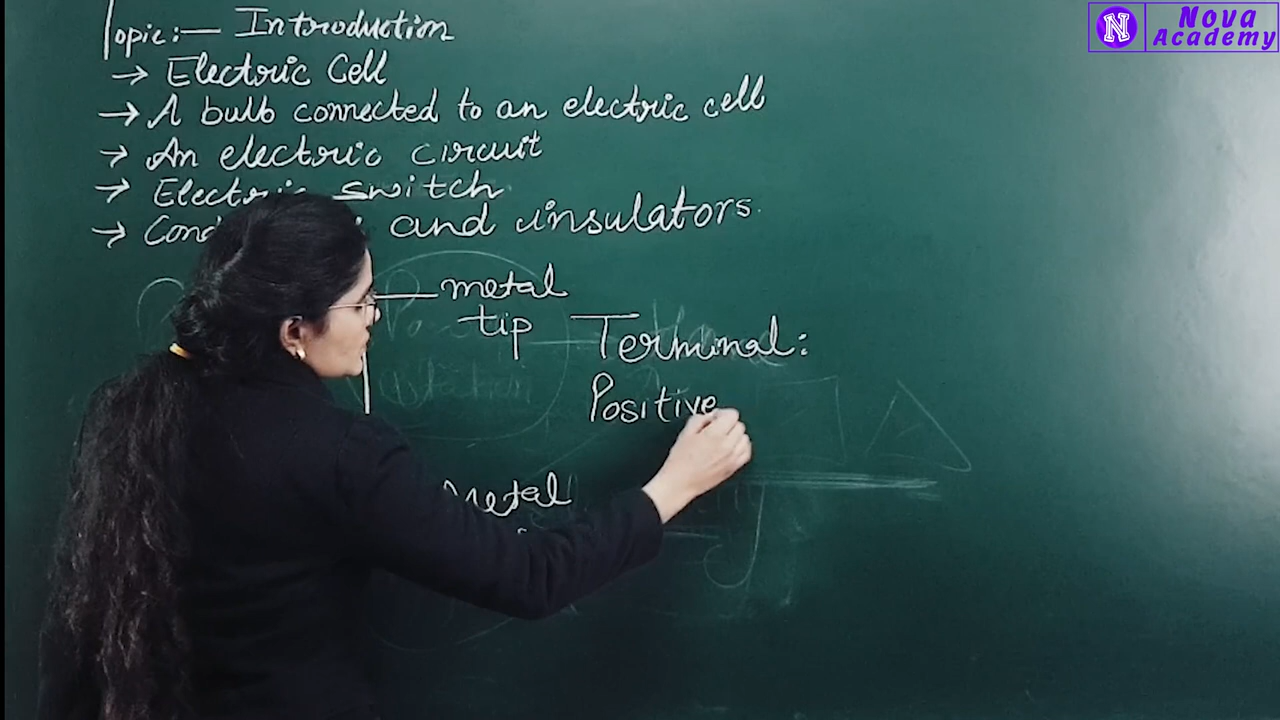 Topic:— Introduction
→ Electric Cell
→ A bulb connected to an electric cell
→ An electric circuit
→ Electric switch
→ and insulators.
metal
tip
Terminal:
Positive
metal
Nova
Academy